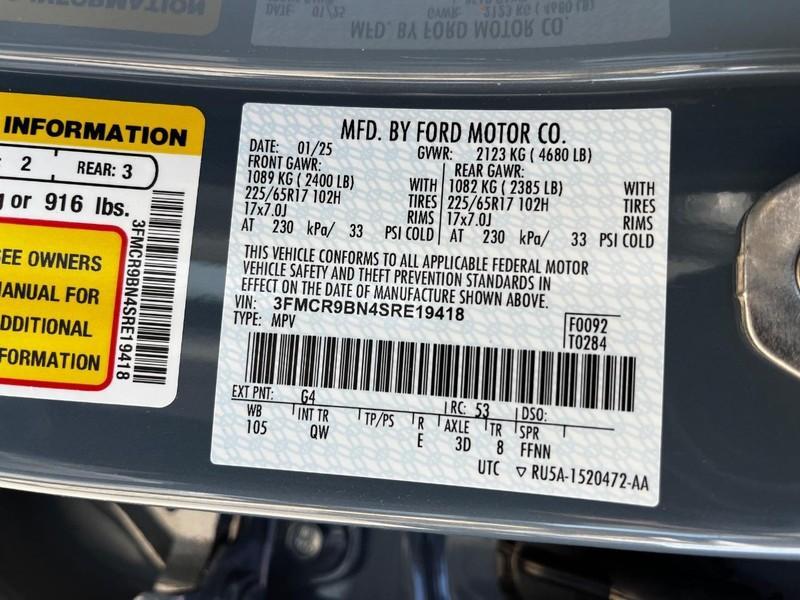 INFORMATION
2 REAR: 3
or 916 lbs.
SEE OWNERS
MANUAL FOR
ADDITIONAL
INFORMATION
3FMCR9BN4SRE19418
MFD. BY FORD MOTOR CO.
DATE: 01/25 GVWR: 2123 KG ( 4680 LB)
FRONT GAWR: REAR GAWR:
1089 KG ( 2400 LB) WITH 1082 KG ( 2385 LB) WITH
225/65R17 102H TIRES 225/65R17 102H TIRES
17x7.0J RIMS 17x7.0J RIMS
AT 230 kPa/ 33 PSI COLD AT 230 kPa/ 33 PSI COLD
THIS VEHICLE CONFORMS TO ALL APPLICABLE FEDERAL MOTOR
VEHICLE SAFETY AND THEFT PREVENTION STANDARDS IN
EFFECT ON THE DATE OF MANUFACTURE SHOWN ABOVE.
VIN: 3FMCR9BN4SRE19418
TYPE: MPV
F0092
T0284
EXT PNT: G4 RC: 53 DSO:
WB INT TR TP/PS R AXLE TR SPR
105 QW E 3D 8 FFNN
UTC ▽ RU5A-1520472-AA